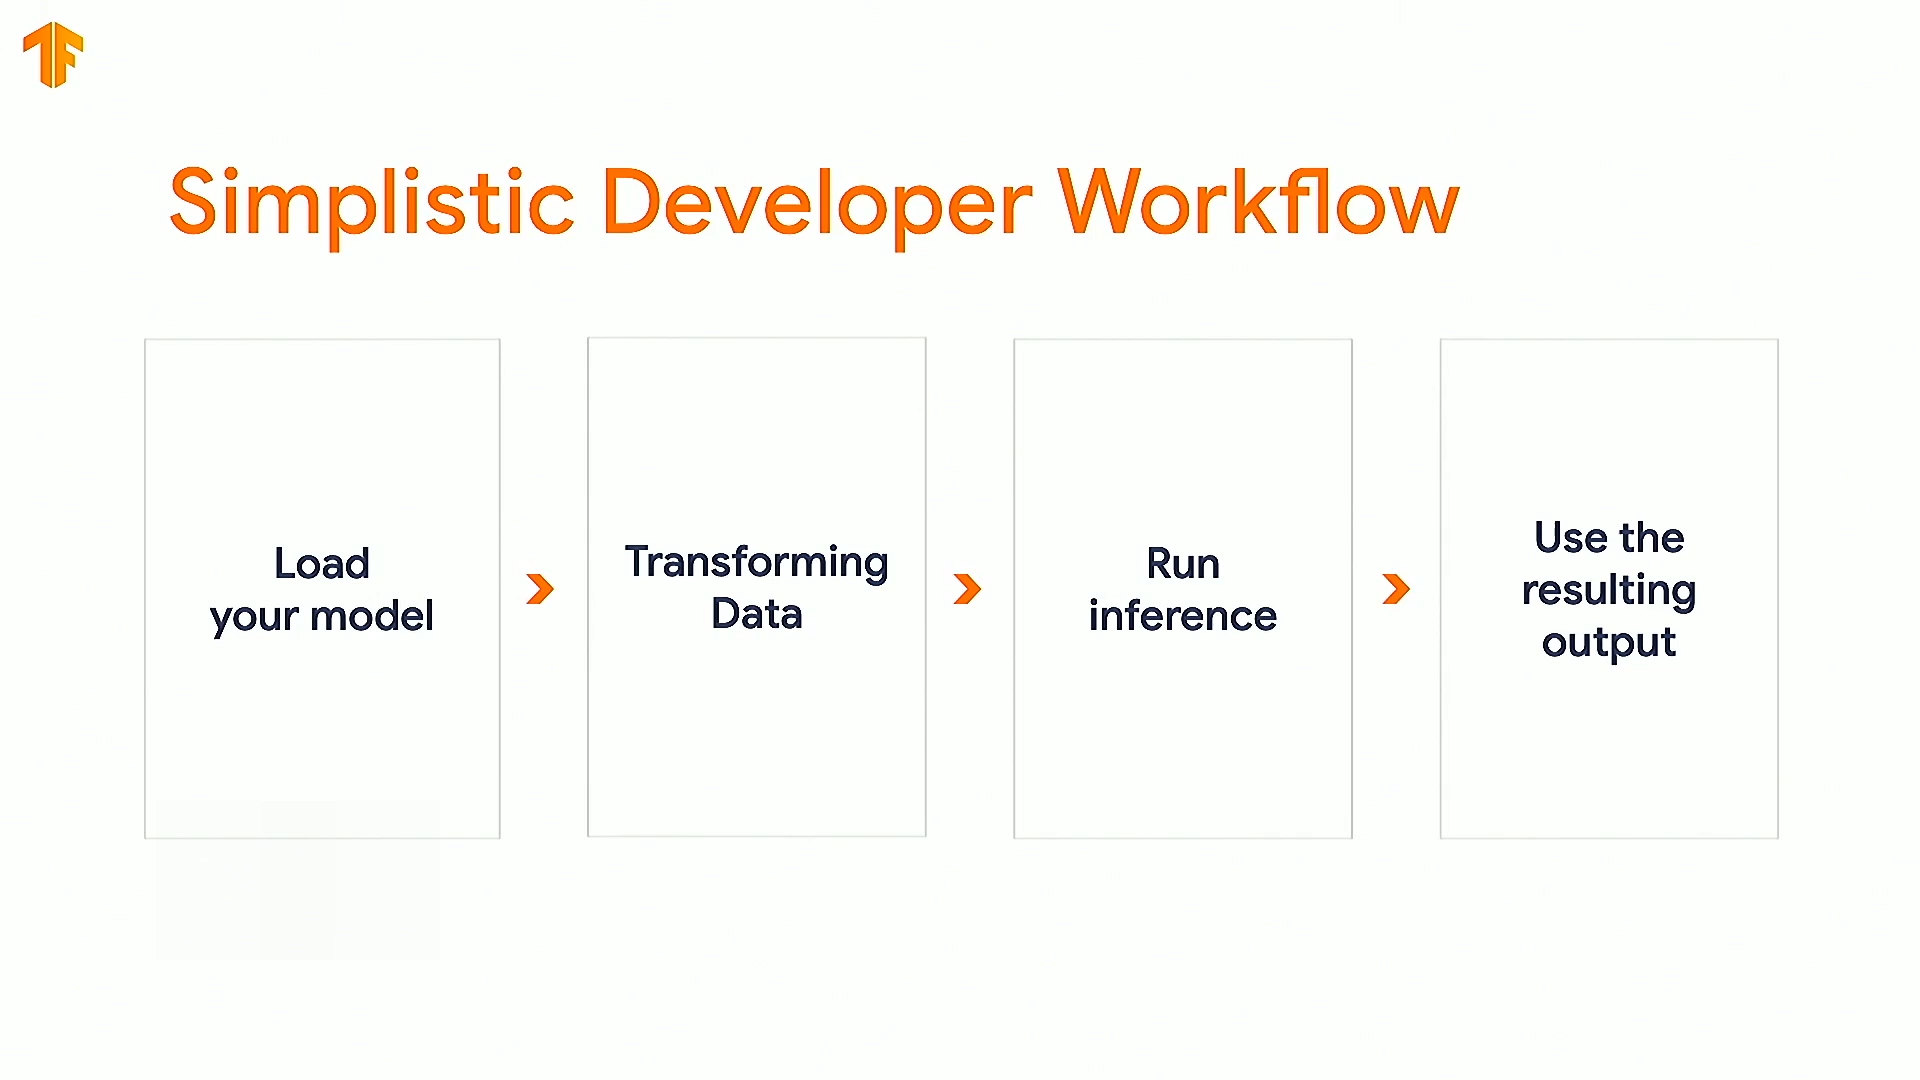 Simplistic Developer Workflow
Load
your model
Transforming
Data
Run
inference
Use the
resulting
output